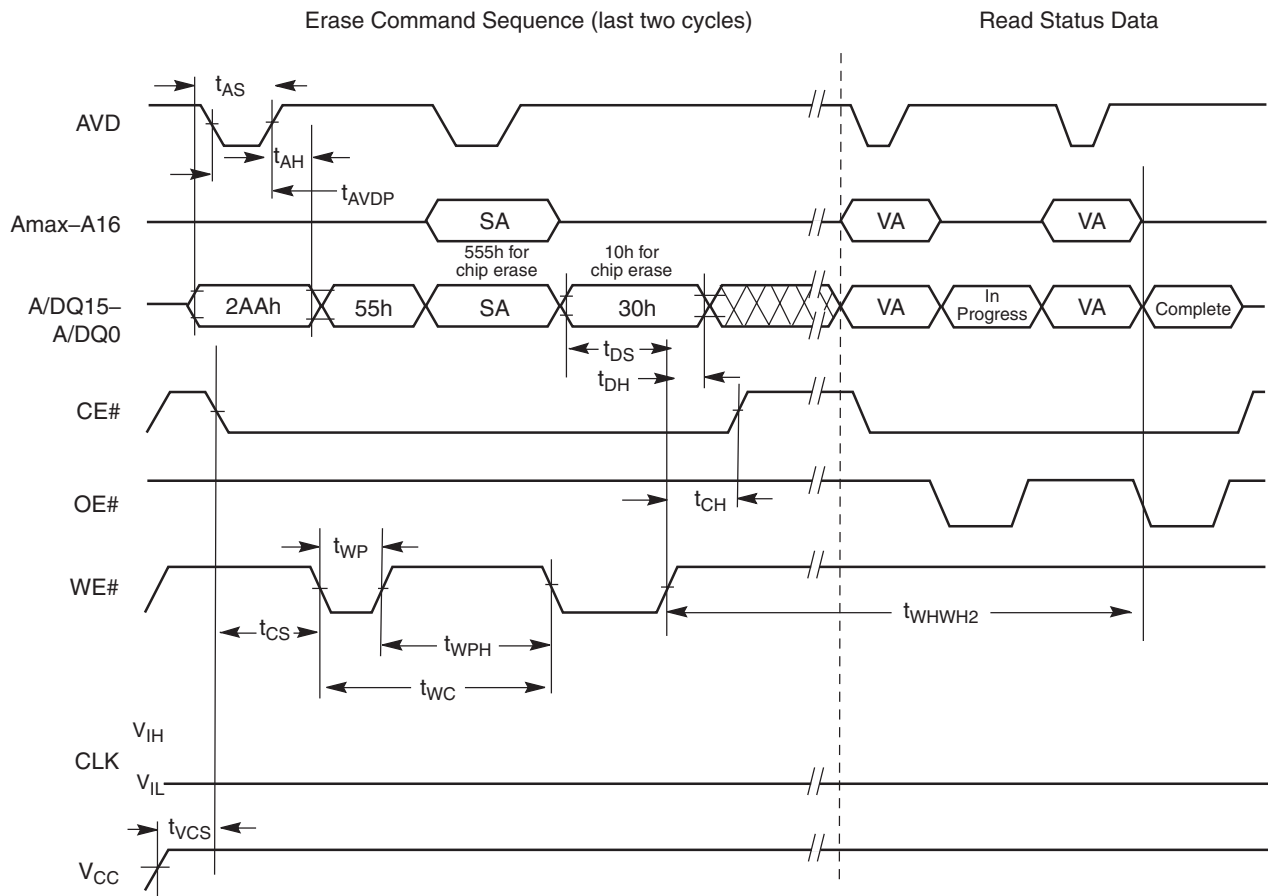 Erase Command Sequence (last two cycles)
Read Status Data
AVD
tAS
tAH
tAVDP
Amax–A16
SA
VA
VA
555h for
chip erase
10h for
chip erase
A/DQ15–
A/DQ0
2AAh
55h
SA
30h
VA
In
Progress
VA
Complete
tDS
tDH
CE#
OE#
tCH
WE#
tWP
tCS
tWPH
tWC
tWHWH2
VIH
CLK
VIL
tVCS
VCC